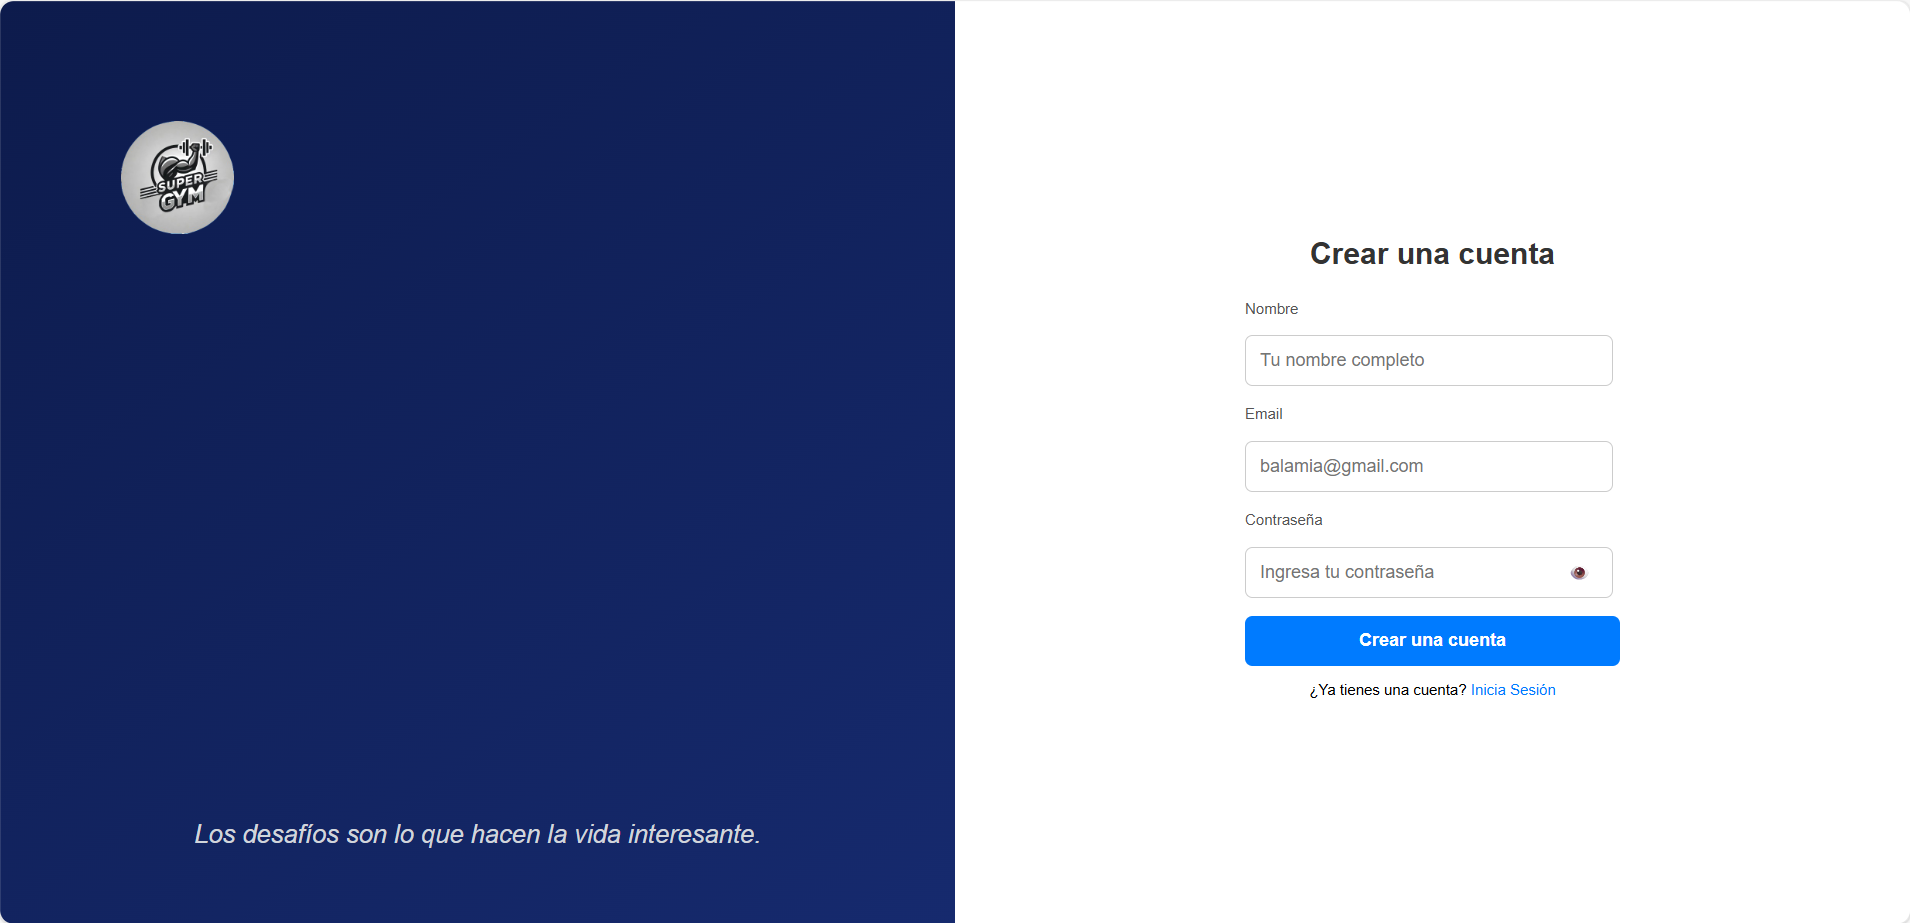 SUPER
GYM
Los desafíos son lo que hacen la vida interesante.
Crear una cuenta
Nombre
Tu nombre completo
Email
balamia@gmail.com
Contraseña
Ingresa tu contraseña
Crear una cuenta
¿Ya tienes una cuenta? Inicia Sesión